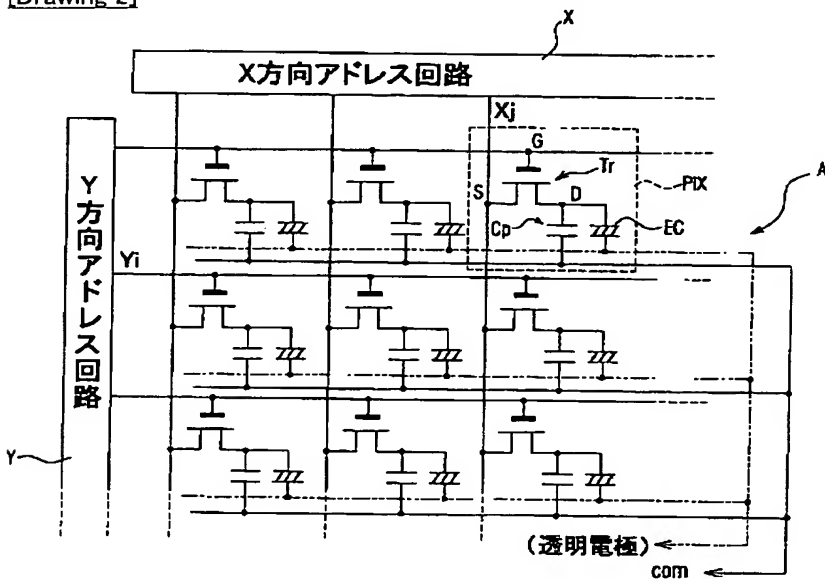 [Drawing 2]
X
X方向アドレス回路
Xj
G
Tr
PIX
A
S
D
Cp
EC
Y方向アドレス回路
Yi
Y
(透明電極)
com